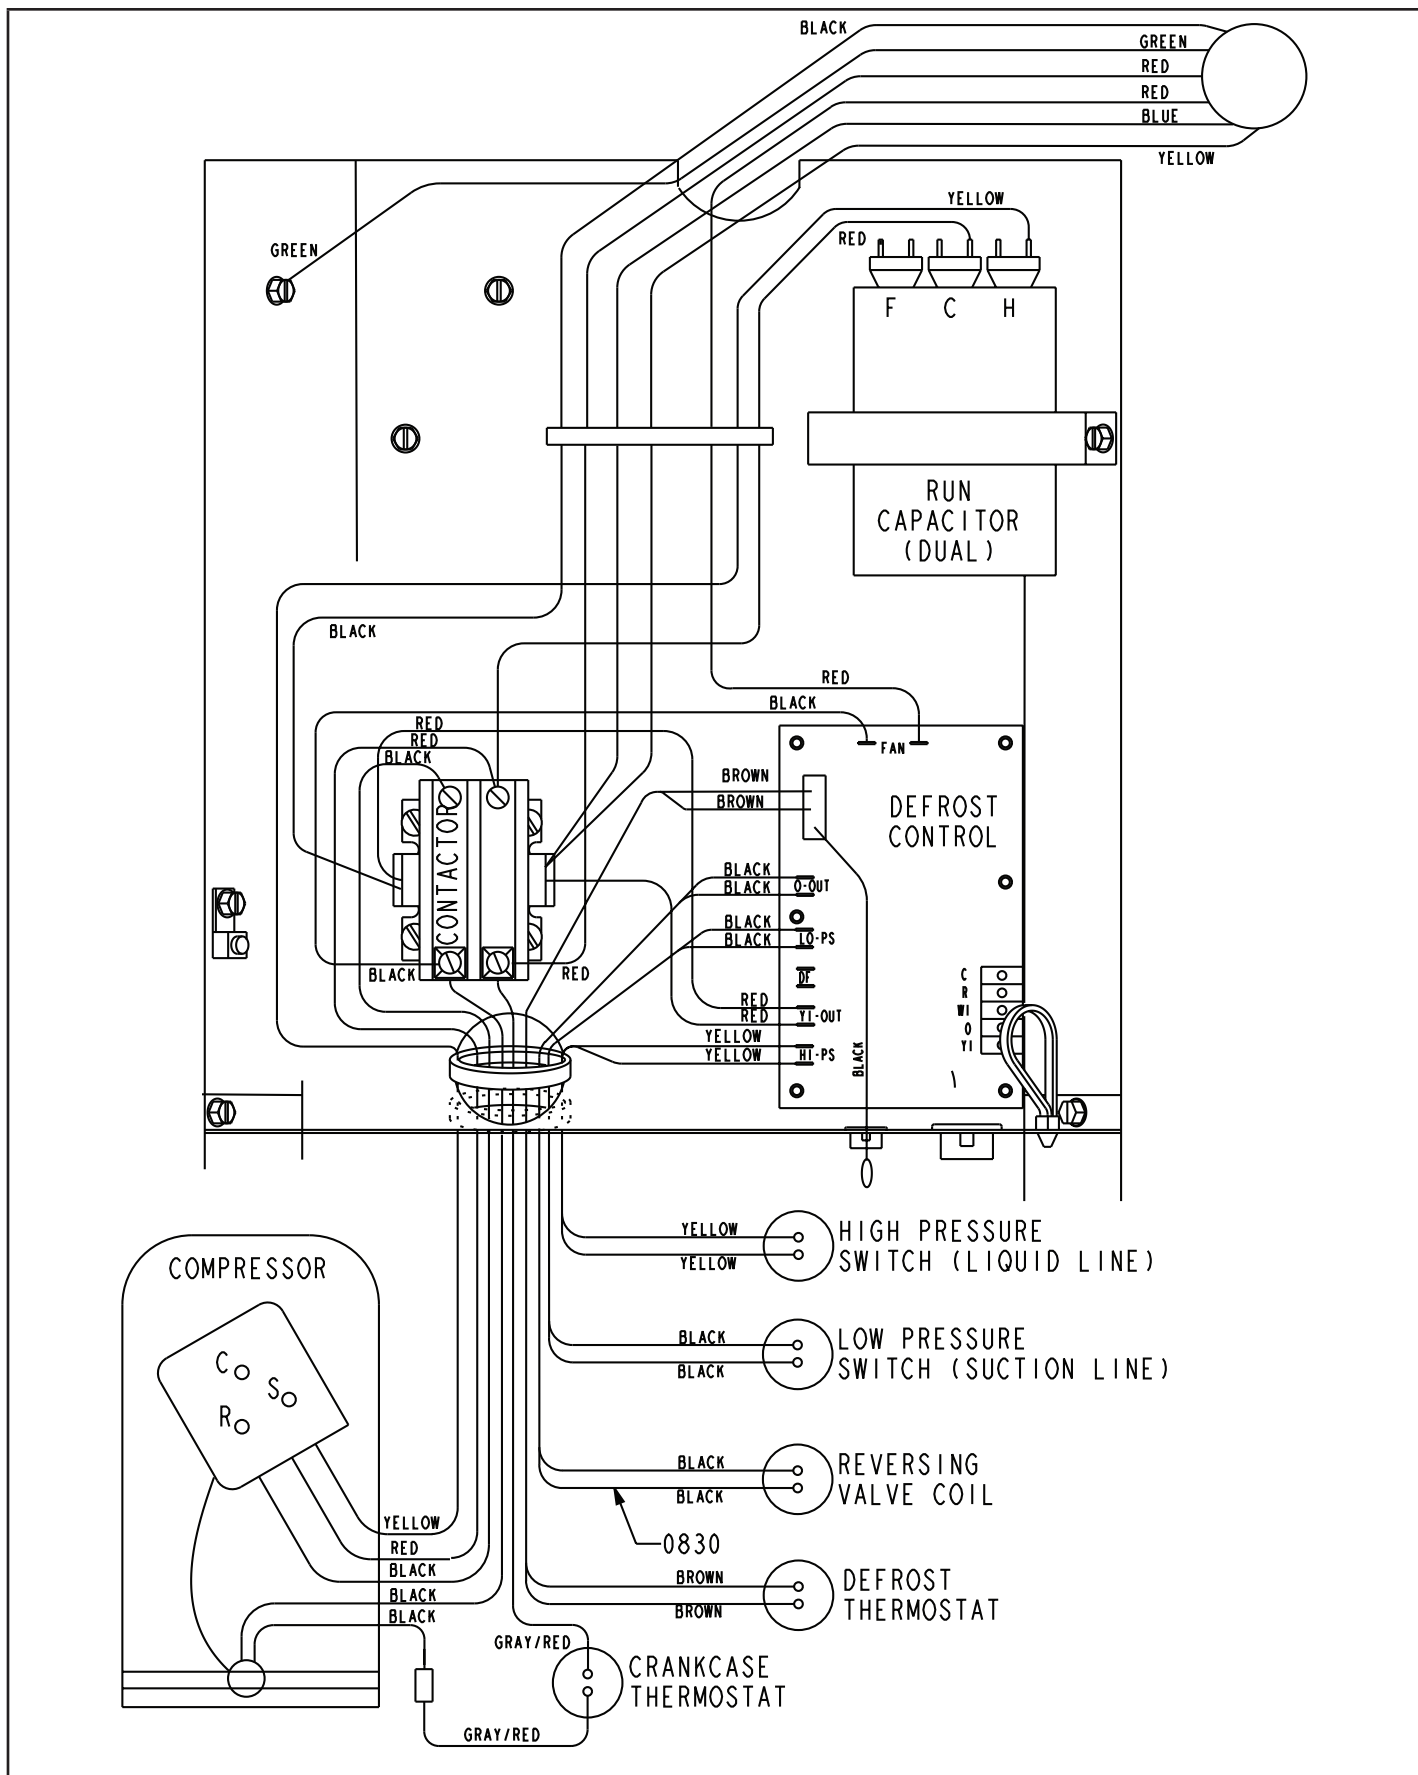 BLACK
GREEN
RED
RED
BLUE
YELLOW
YELLOW
RED
GREEN
F C H
RUN
CAPACITOR
(DUAL)
BLACK
RED
BLACK
RED
RED
BLACK
FAN
BROWN
BROWN
DEFROST
CONTROL
CONTACTOR
BLACK
BLACK
O-OUT
BLACK
BLACK
LO-PS
BLACK
RED
DF
RED
RED
Y1-OUT
YELLOW
YELLOW
HI-PS
BLACK
C
R
W1
O
Y1
YELLOW
YELLOW
HIGH PRESSURE
SWITCH (LIQUID LINE)
COMPRESSOR
BLACK
BLACK
LOW PRESSURE
SWITCH (SUCTION LINE)
C
S
R
BLACK
BLACK
REVERSING
VALVE COIL
YELLOW
RED
BLACK
BLACK
BLACK
0830
BROWN
BROWN
DEFROST
THERMOSTAT
GRAY/RED
CRANKCASE
THERMOSTAT
GRAY/RED